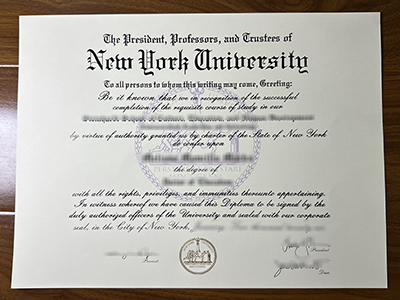 The President, Professors, and Trustees of
New York University
To all persons to whom this writing may come, Greeting:
Be it known that we in recognition of the successful
completion of the requisite course of study in our
by virtue of authority granted us by charter of the State of New York
do confer upon
the degree of
with all the rights, privileges, and immunities thereunto appertaining.
In witness whereof we have caused this Diploma to be signed by the
duly authorized officers of the University and sealed with our corporate
seal, in the City of New York,
President
Dean